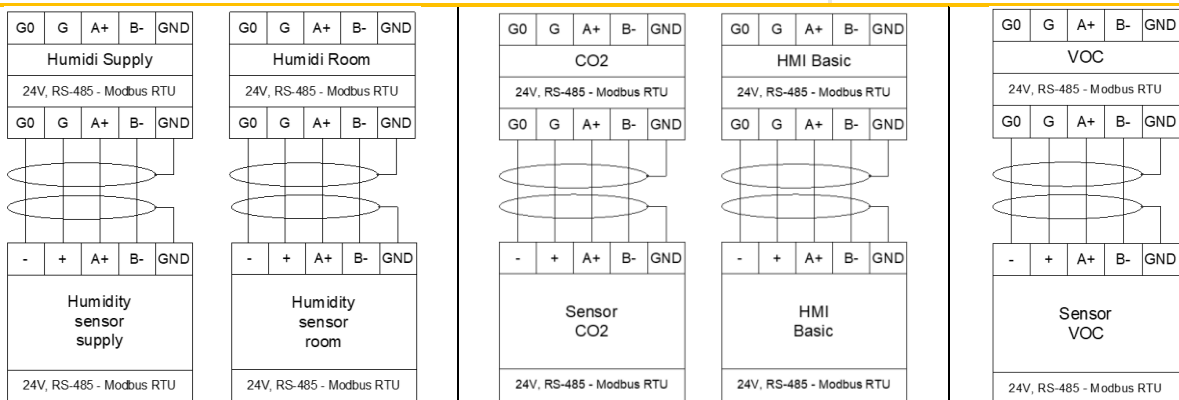 G0 G A+ B- GND
Humidi Supply
24V, RS-485 - Modbus RTU
G0 G A+ B- GND
- + A+ B- GND
Humidity
sensor
supply
24V, RS-485 - Modbus RTU
G0 G A+ B- GND
Humidi Room
24V, RS-485 - Modbus RTU
G0 G A+ B- GND
- + A+ B- GND
Humidity
sensor
room
24V, RS-485 - Modbus RTU
G0 G A+ B- GND
CO2
24V, RS-485 - Modbus RTU
G0 G A+ B- GND
- + A+ B- GND
Sensor
CO2
24V, RS-485 - Modbus RTU
G0 G A+ B- GND
HMI Basic
24V, RS-485 - Modbus RTU
G0 G A+ B- GND
- + A+ B- GND
HMI
Basic
24V, RS-485 - Modbus RTU
G0 G A+ B- GND
VOC
24V, RS-485 - Modbus RTU
G0 G A+ B- GND
- + A+ B- GND
Sensor
VOC
24V, RS-485 - Modbus RTU